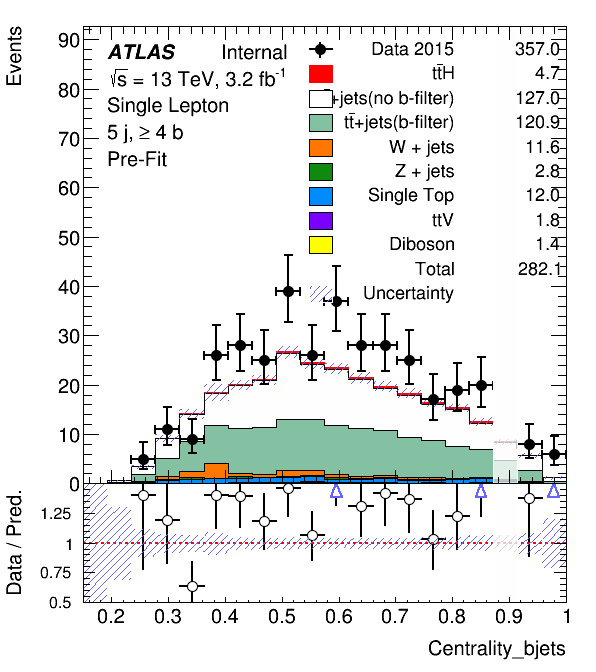 Events
ATLAS Internal
√s = 13 TeV, 3.2 fb-1
Single Lepton
5 j, ≥ 4 b
Pre-Fit
Data 2015 357.0
tt̄H 4.7
+jets(no b-filter) 127.0
tt̄+jets(b-filter) 120.9
W + jets 11.6
Z + jets 2.8
Single Top 12.0
ttV 1.8
Diboson 1.4
Total 282.1
Uncertainty
90
80
70
60
50
40
30
20
10
0
Data / Pred.
1.25
1
0.75
0.5
0.2 0.3 0.4 0.5 0.6 0.7 0.8 0.9 1
Centrality_bjets